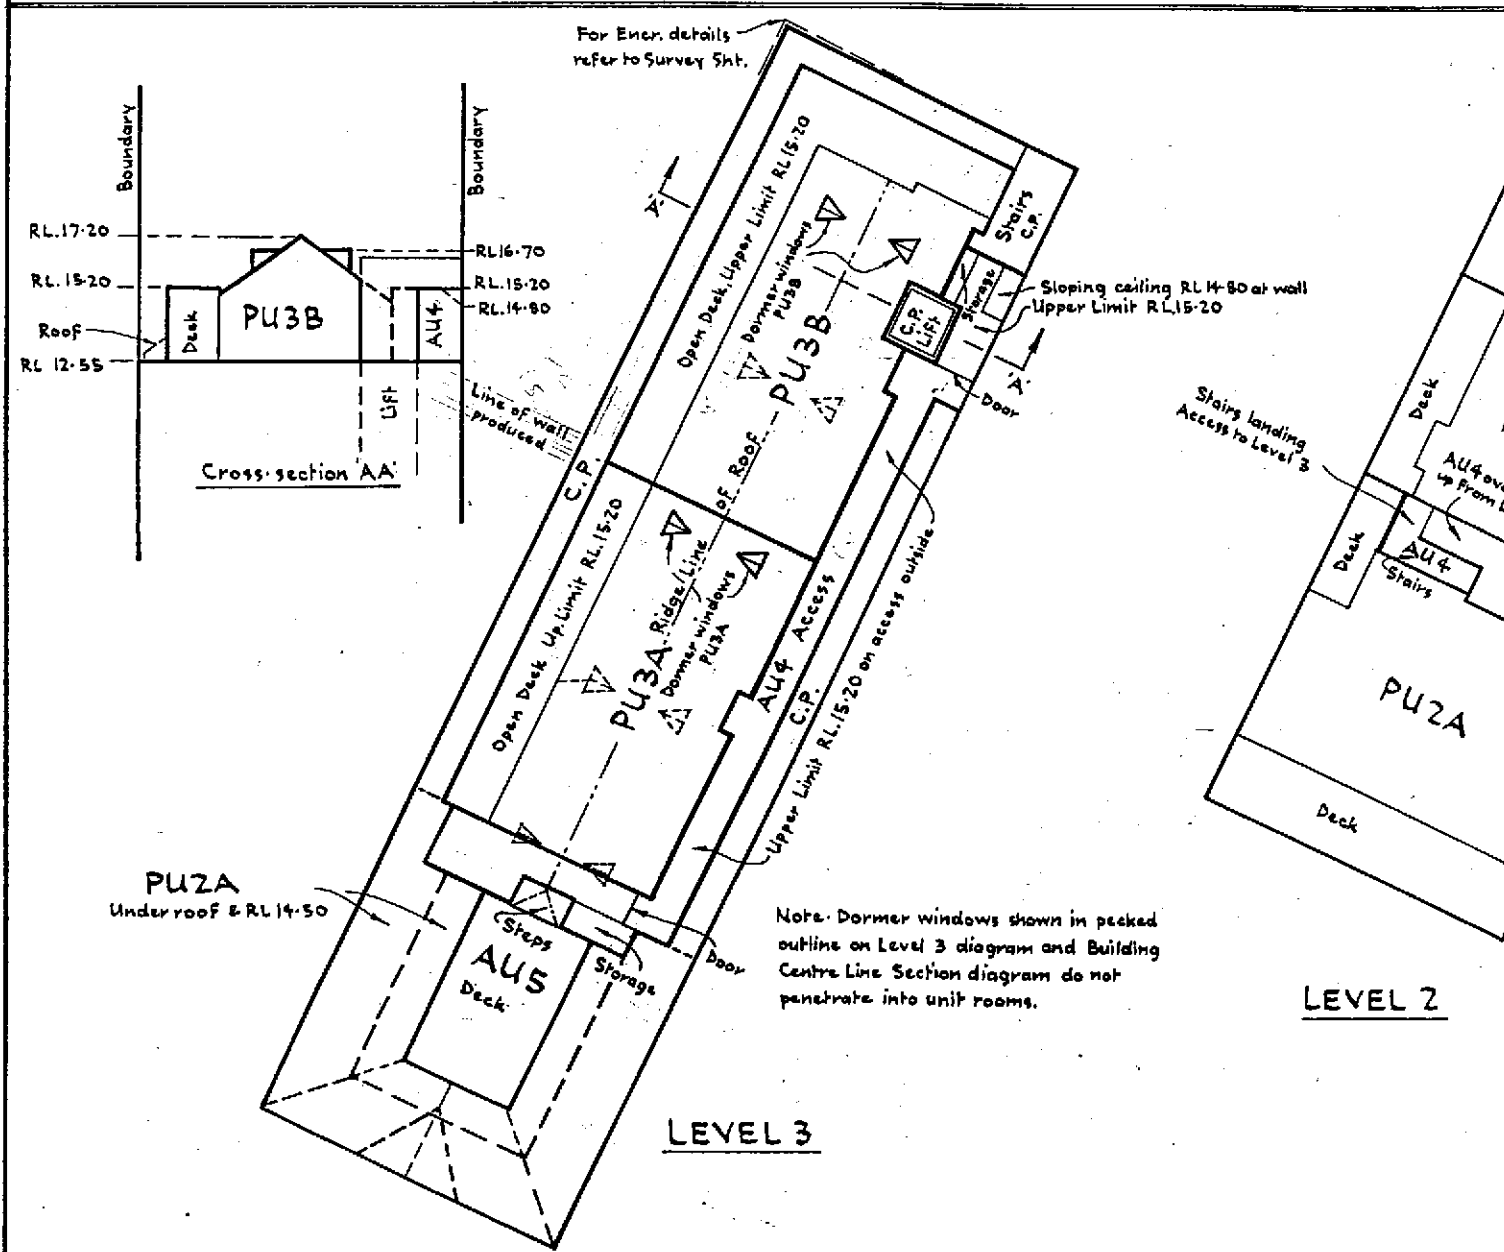 For Encr. details
refer to Survey Sht.
Boundary
Boundary
RL.17.20
RL16.70
RL.15.20
RL.15.20
RL.14.80
Roof
Deck
PU3B
AU4
RL 12.55
Lift
Cross-section 'AA'
Line of wall
produced
'A'
Open Deck, Upper Limit RL 15.20
Dormer windows
PU3B
PU3B
Stairs
C.P.
Storage
C.P.
Lift
Sloping ceiling RL 14.80 at wall
Upper Limit RL.15.20
'A'
Door
C.P.
Open Deck Up. Limit RL.15.20
Ridge/Line of Roof
Dormer windows
PU3A
PU3A
AU4 Access
C.P.
Upper Limit RL.15.20 on access outside
PU2A
Under roof & RL 14.50
Steps
AU5
Deck
Storage
Door
Note. Dormer windows shown in pecked
outline on Level 3 diagram and Building
Centre Line Section diagram do not
penetrate into unit rooms.
LEVEL 3
Stairs landing
Access to Level 3
Deck
AU4
up from
Deck
AU4
Stairs
PU2A
Deck
LEVEL 2